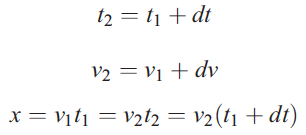 t₂ = t₁ + dt
v₂ = v₁ + dv
x = v₁t₁ = v₂t₂ = v₂(t₁ + dt)